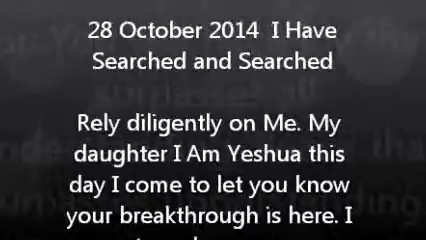 28 October 2014  I Have
Searched and Searched
Rely diligently on Me. My
daughter I Am Yeshua this
day I come to let you know
your breakthrough is here. I